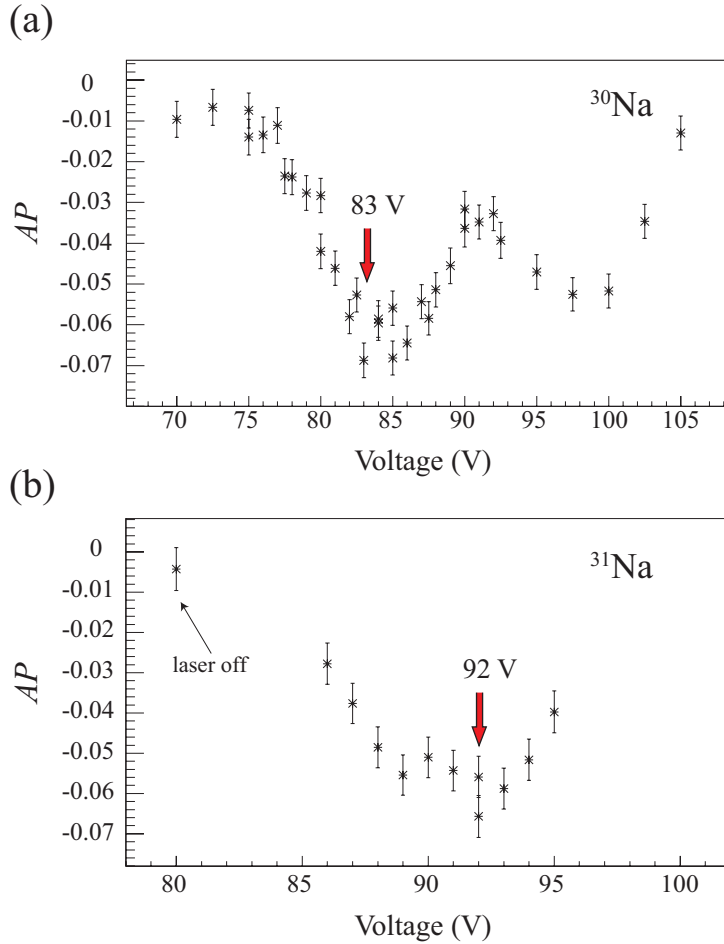 (a)
0
-0.01
-0.02
-0.03
-0.04
-0.05
-0.06
-0.07
AP
³⁰Na
83 V
70 75 80 85 90 95 100 105
Voltage (V)
(b)
0
-0.01
-0.02
-0.03
-0.04
-0.05
-0.06
-0.07
AP
³¹Na
laser off
92 V
80 85 90 95 100
Voltage (V)